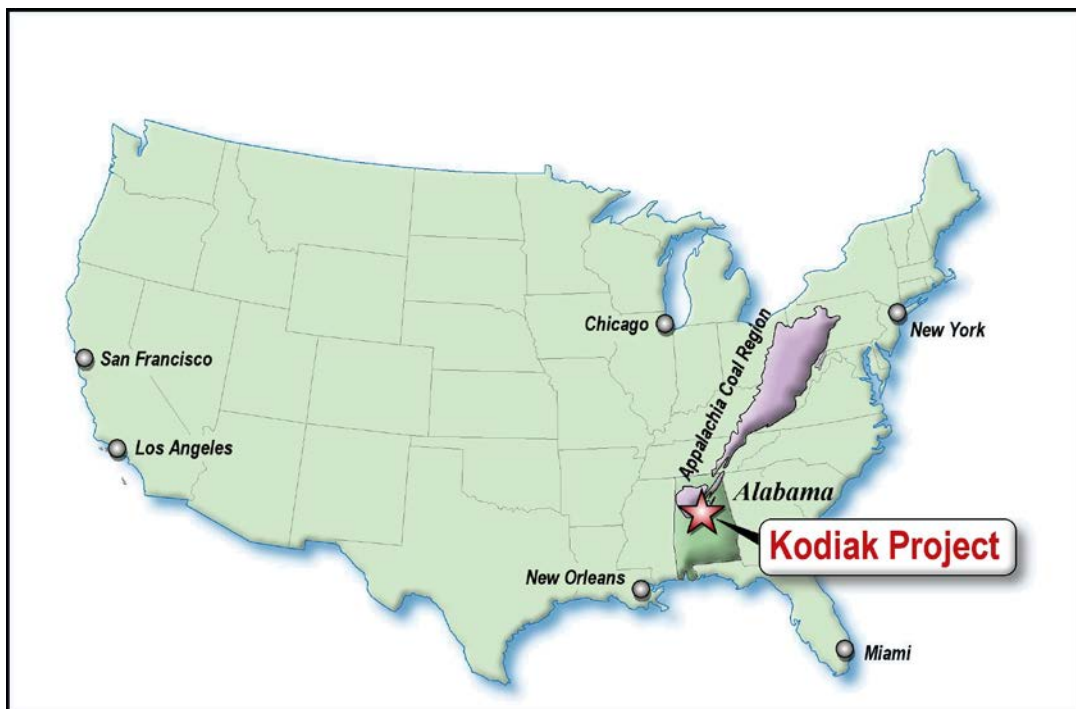 Chicago
New York
San Francisco
Appalachia Coal Region
Los Angeles
Alabama
Kodiak Project
New Orleans
Miami